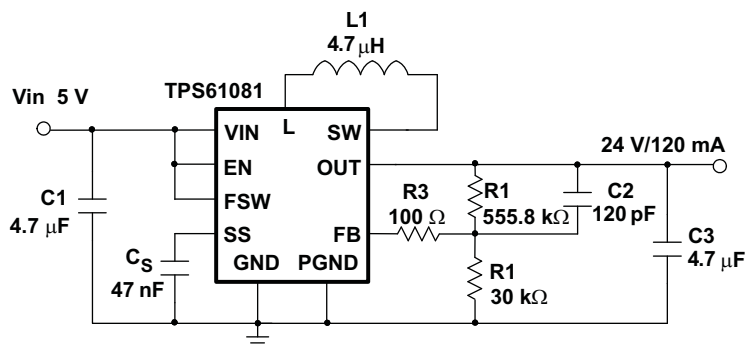 L1
4.7 μH
TPS61081
Vin 5 V
VIN
L
SW
24 V/120 mA
EN
OUT
FSW
C1
4.7 μF
R3
100 Ω
R1
555.8 kΩ
C2
120 pF
SS
FB
C3
4.7 μF
CS
47 nF
GND
PGND
R1
30 kΩ